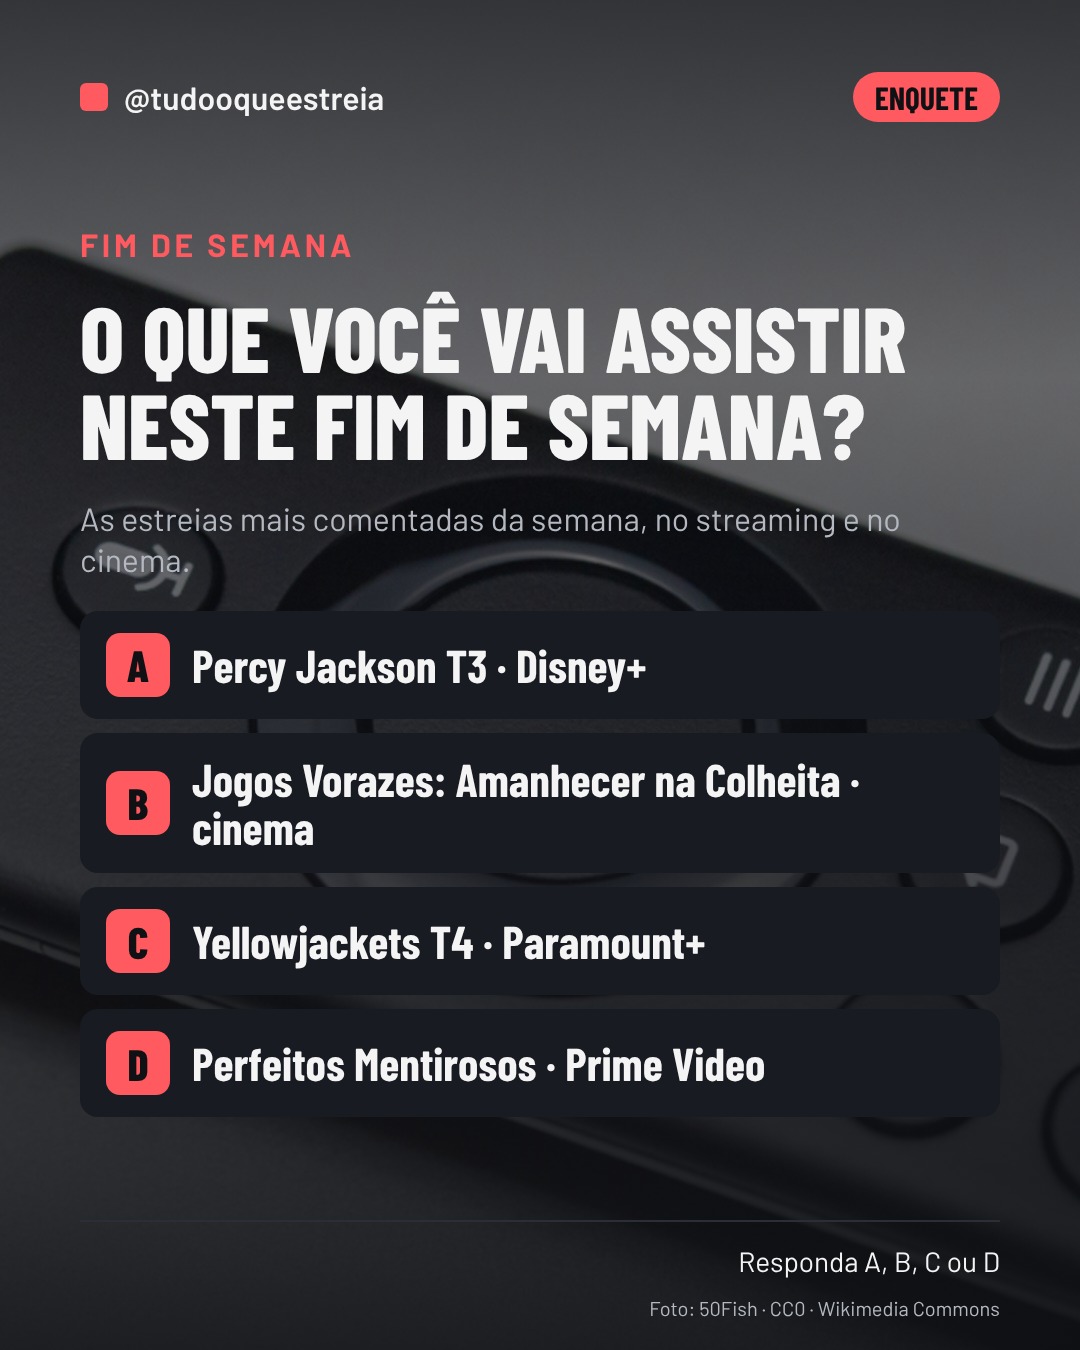 @tudooqueestreia
ENQUETE
FIM DE SEMANA
O QUE VOCÊ VAI ASSISTIR
NESTE FIM DE SEMANA?
As estreias mais comentadas da semana, no streaming e no
cinema.
A Percy Jackson T3 · Disney+
B Jogos Vorazes: Amanhecer na Colheita ·
cinema
C Yellowjackets T4 · Paramount+
D Perfeitos Mentirosos · Prime Video
Responda A, B, C ou D
Foto: 50Fish · CC0 · Wikimedia Commons